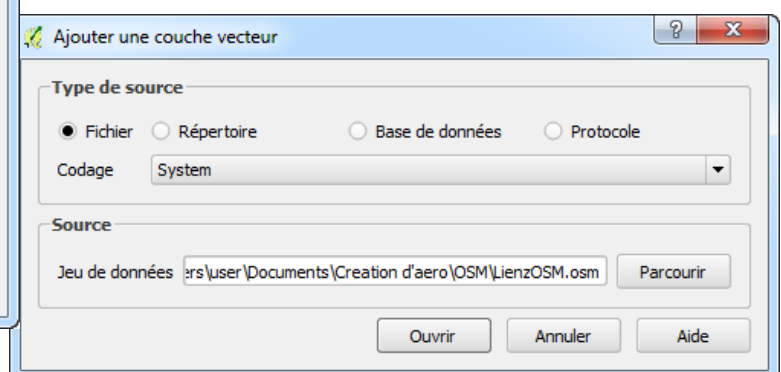 Ajouter une couche vecteur
Type de source
Fichier Répertoire Base de données Protocole
Codage System
Source
Jeu de données ers\user\Documents\Creation d'aero\OSM\LienzOSM.osm Parcourir
Ouvrir Annuler Aide